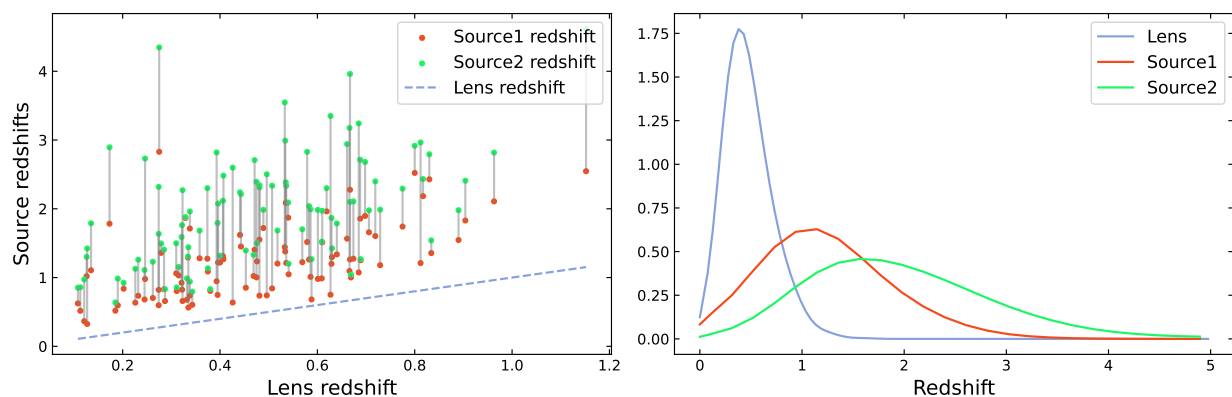 Source1 redshift
Source2 redshift
Lens redshift
Source redshifts
4
3
2
1
0
0.2 0.4 0.6 0.8 1.0 1.2
Lens redshift
Lens
Source1
Source2
1.75
1.50
1.25
1.00
0.75
0.50
0.25
0.00
0 1 2 3 4 5
Redshift